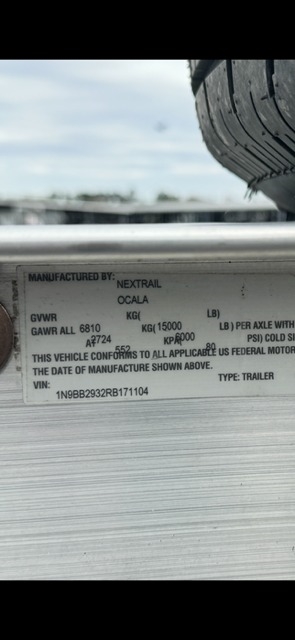 MANUFACTURED BY: NEXTRAIL
OCALA
GVWR KG( LB)
GAWR ALL 6810 KG( 15000 LB ) PER AXLE WITH
2724 6000
AT 552 KPA( 80 PSI) COLD
THIS VEHICLE CONFORMS TO ALL APPLICABLE US FEDERAL MOTOR
THE DATE OF MANUFACTURE SHOWN ABOVE.
VIN: TYPE: TRAILER
1N9BB2932RB171104